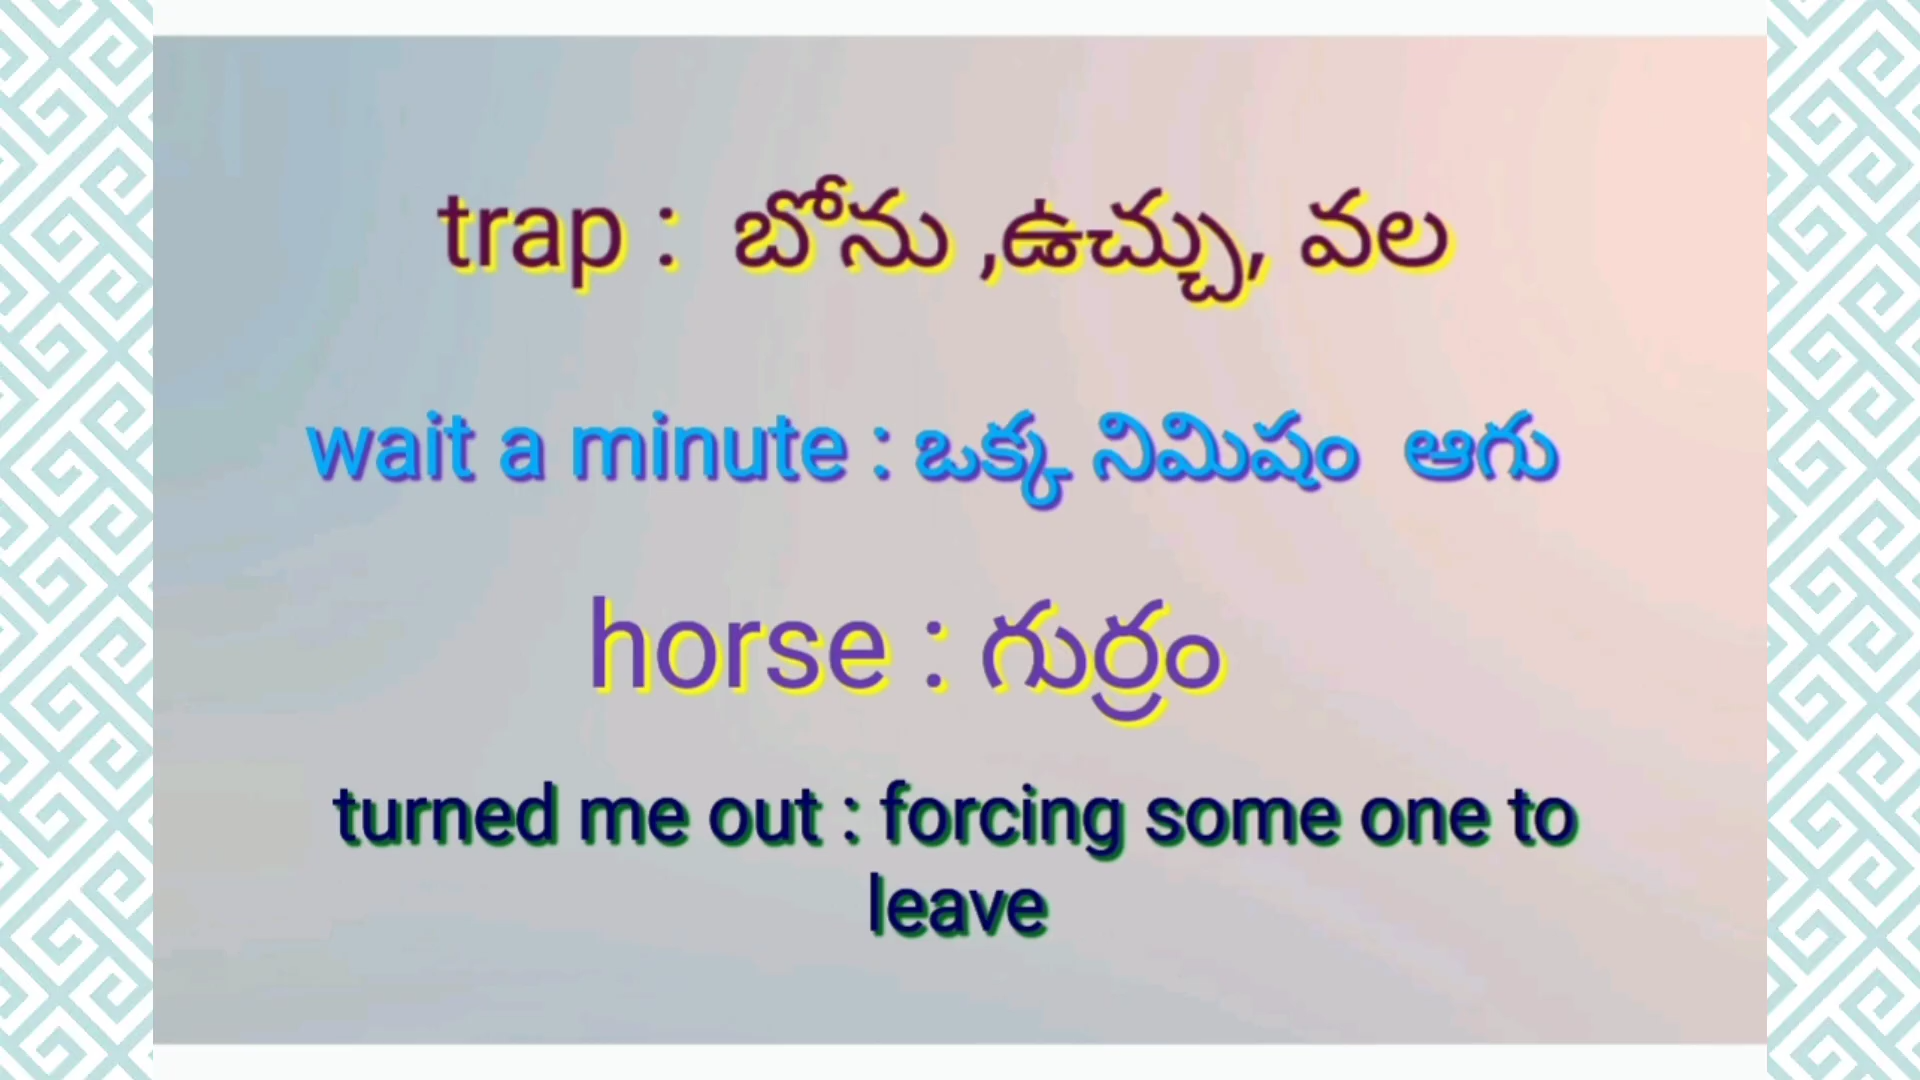 trap : బోను ,ఉచ్చు, వల
wait a minute : ఒక్క నిమిషం ఆగు
horse : గుర్రం
turned me out : forcing some one to
leave